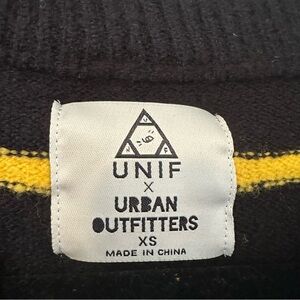 UNIF
X
URBAN
OUTFITTERS
XS
MADE IN CHINA